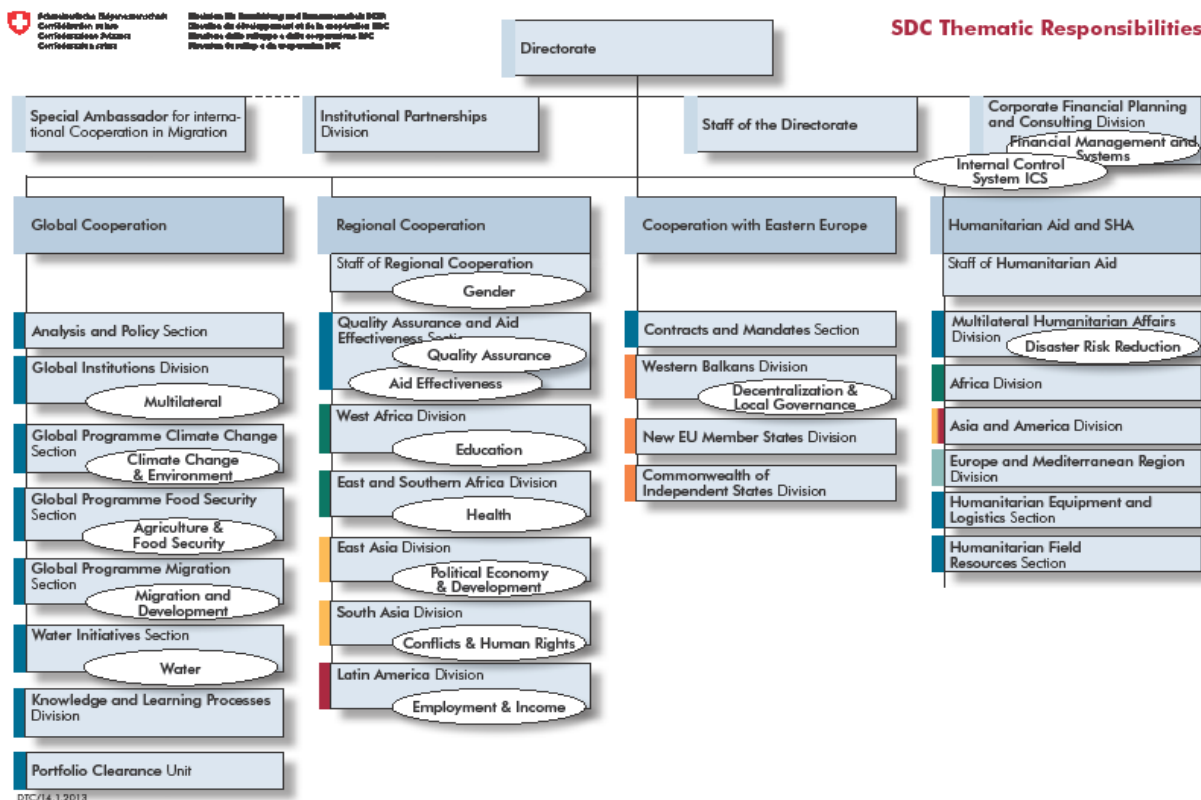 Schweizerische Eidgenossenschaft
Confédération suisse
Confederazione Svizzera
Confederaziun svizra
SDC Thematic Responsibilities
Directorate
Special Ambassador for interna-
tional Cooperation in Migration
Institutional Partnerships
Division
Staff of the Directorate
Corporate Financial Planning
and Consulting Division
Financial Management and
Systems
Internal Control
System ICS
Global Cooperation
Analysis and Policy Section
Global Institutions Division
Multilateral
Global Programme Climate Change
Section
Climate Change
& Environment
Global Programme Food Security
Section
Agriculture &
Food Security
Global Programme Migration
Section
Migration and
Development
Water Initiatives Section
Water
Knowledge and Learning Processes
Division
Portfolio Clearance Unit
Regional Cooperation
Staff of Regional Cooperation
Gender
Quality Assurance and Aid
Effectiveness
Quality Assurance
Aid Effectiveness
West Africa Division
Education
East and Southern Africa Division
Health
East Asia Division
Political Economy
& Development
South Asia Division
Conflicts & Human Rights
Latin America Division
Employment & Income
Cooperation with Eastern Europe
Contracts and Mandates Section
Western Balkans Division
Decentralization &
Local Governance
New EU Member States Division
Commonwealth of
Independent States Division
Humanitarian Aid and SHA
Staff of Humanitarian Aid
Multilateral Humanitarian Affairs
Division
Disaster Risk Reduction
Africa Division
Asia and America Division
Europe and Mediterranean Region
Division
Humanitarian Equipment and
Logistics Section
Humanitarian Field
Resources Section